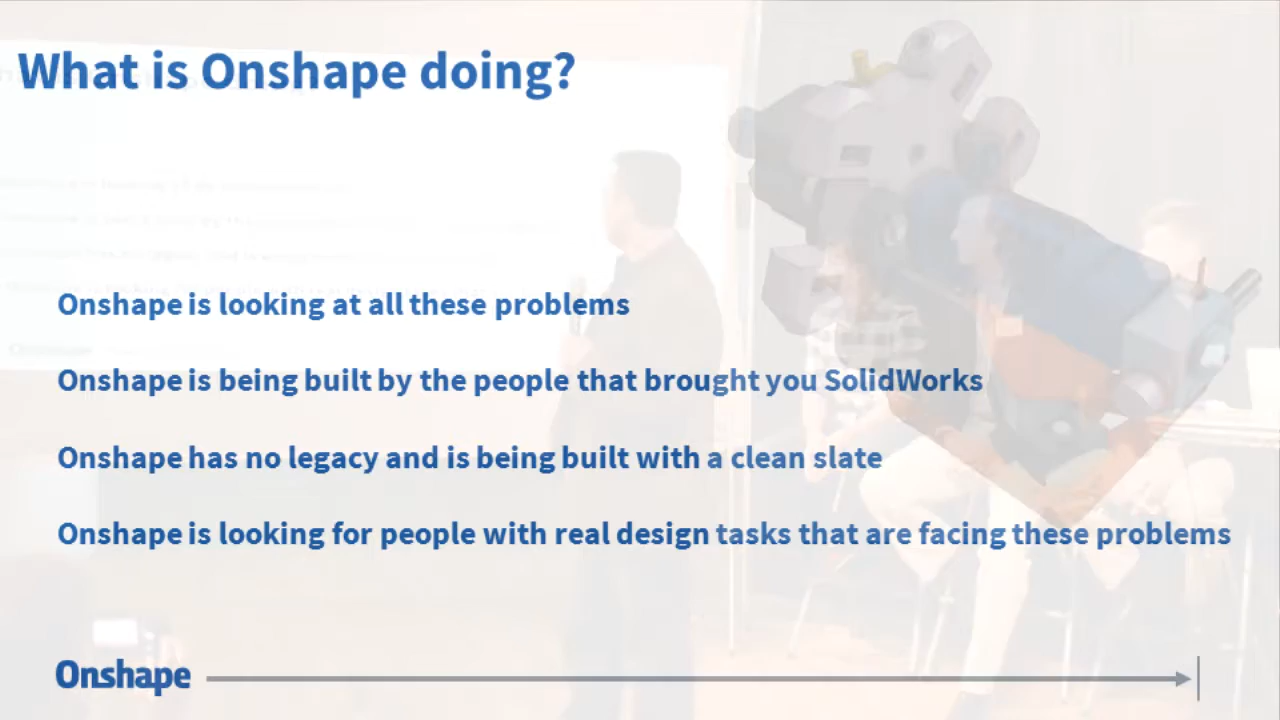 What is Onshape doing?
Onshape is looking at all these problems
Onshape is being built by the people that brought you SolidWorks
Onshape has no legacy and is being built with a clean slate
Onshape is looking for people with real design tasks that are facing these problems
Onshape